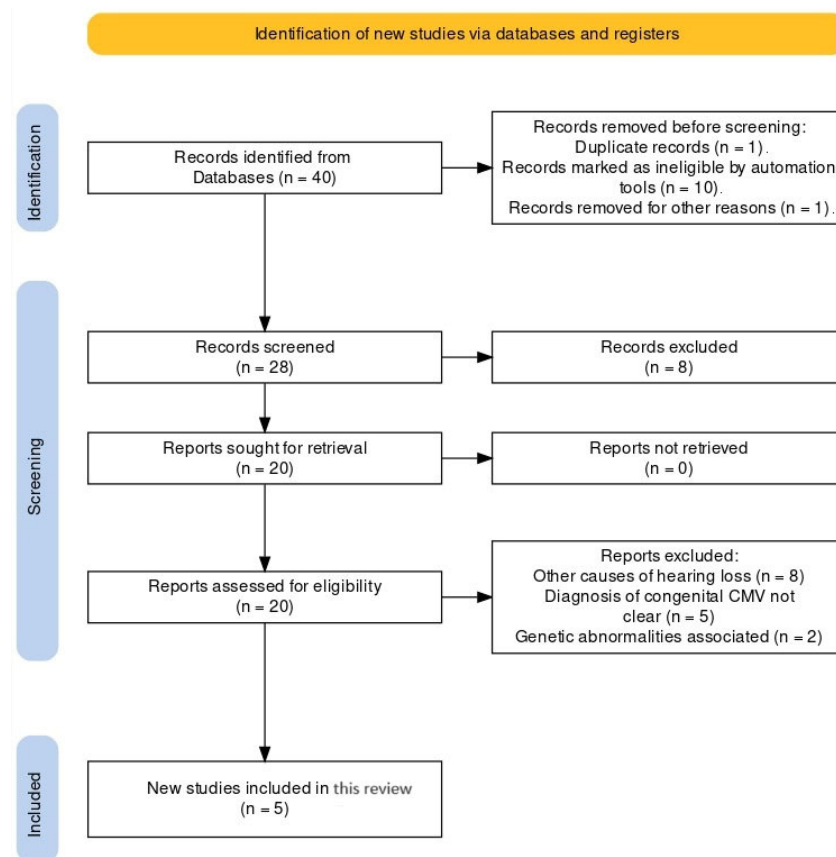 Identification of new studies via databases and registers
Identification
Records identified from
Databases (n = 40)
Records removed before screening:
Duplicate records (n = 1).
Records marked as ineligible by automation
tools (n = 10).
Records removed for other reasons (n = 1).
Screening
Records screened
(n = 28)
Records excluded
(n = 8)
Reports sought for retrieval
(n = 20)
Reports not retrieved
(n = 0)
Reports assessed for eligibility
(n = 20)
Reports excluded:
Other causes of hearing loss (n = 8)
Diagnosis of congenital CMV not
clear (n = 5)
Genetic abnormalities associated (n = 2)
Included
New studies included in this review
(n = 5)